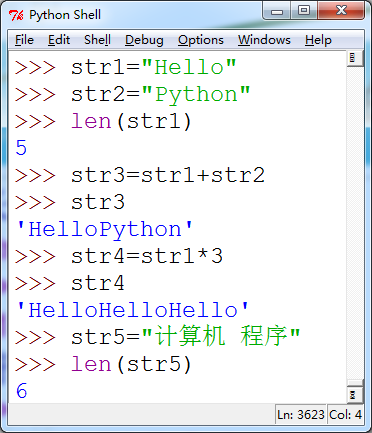 Python Shell
File Edit Shell Debug Options Windows Help
>>> str1="Hello"
>>> str2="Python"
>>> len(str1)
5
>>> str3=str1+str2
>>> str3
'HelloPython'
>>> str4=str1*3
>>> str4
'HelloHelloHello'
>>> str5="计算机 程序"
>>> len(str5)
6
Ln: 3623 Col: 4